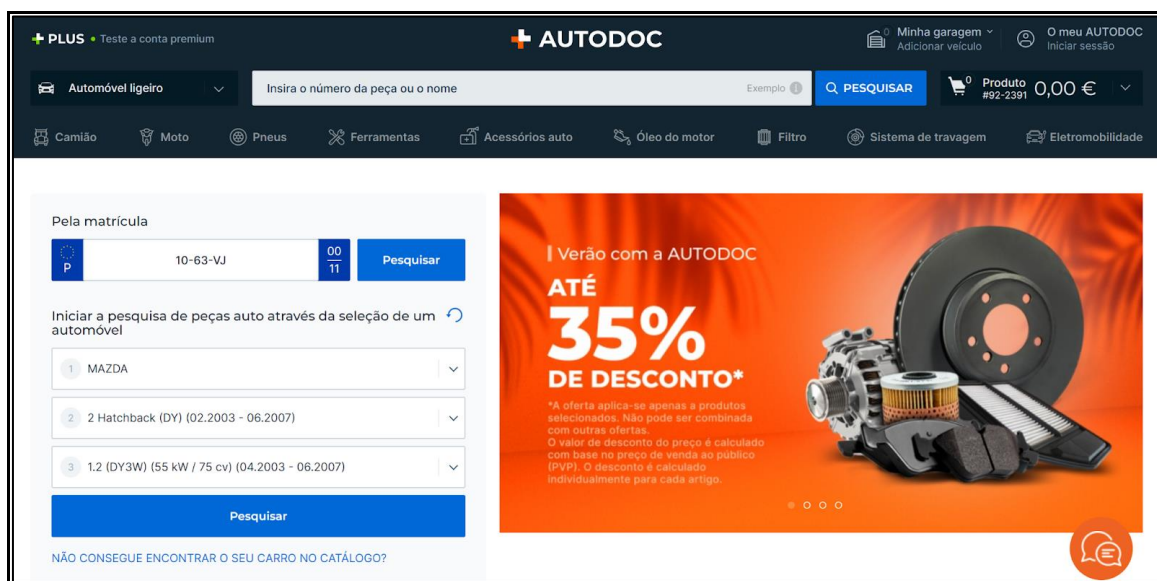 PLUS • Teste a conta premium
AUTODOC
0 Minha garagem
Adicionar veículo
O meu AUTODOC
Iniciar sessão
Automóvel ligeiro
Insira o número da peça ou o nome
Exemplo
PESQUISAR
0 Produto
#92-2391
0,00 €
Camião
Moto
Pneus
Ferramentas
Acessórios auto
Óleo do motor
Filtro
Sistema de travagem
Eletromobilidade
Pela matrícula
P
10-63-VJ
00
11
Pesquisar
Iniciar a pesquisa de peças auto através da seleção de um
automóvel
1 MAZDA
2 2 Hatchback (DY) (02.2003 - 06.2007)
3 1.2 (DY3W) (55 kW / 75 cv) (04.2003 - 06.2007)
Pesquisar
NÃO CONSEGUE ENCONTRAR O SEU CARRO NO CATÁLOGO?
Verão com a AUTODOC
ATÉ
35%
DE DESCONTO*
*A oferta aplica-se apenas a produtos
selecionados. Não pode ser combinada
com outras ofertas.
O valor de desconto do preço é calculado
com base no preço de venda ao público
(PVP). O desconto é calculado
individualmente para cada artigo.